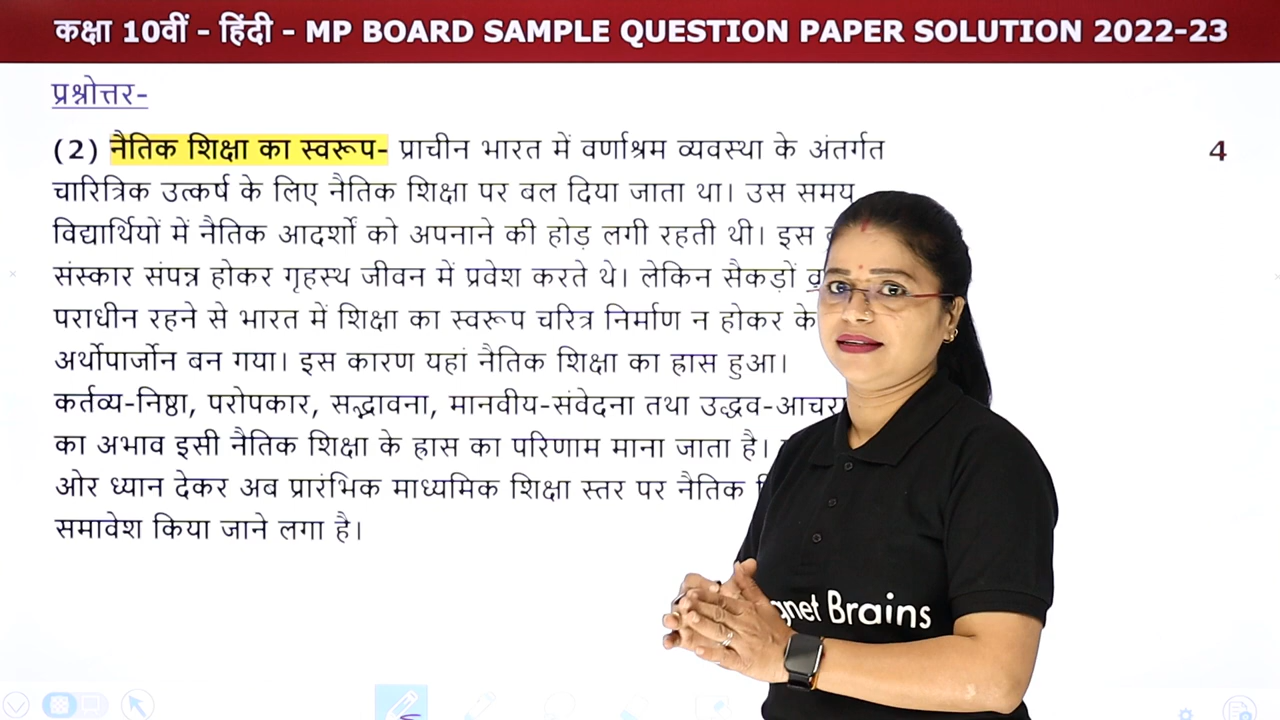 कक्षा 10वीं - हिंदी - MP BOARD SAMPLE QUESTION PAPER SOLUTION 2022-23
प्रश्नोत्तर-
(2) नैतिक शिक्षा का स्वरूप- प्राचीन भारत में वर्णाश्रम व्यवस्था के अंतर्गत 4
चारित्रिक उत्कर्ष के लिए नैतिक शिक्षा पर बल दिया जाता था। उस समय
विद्यार्थियों में नैतिक आदर्शों को अपनाने की होड़ लगी रहती थी। इस
संस्कार संपन्न होकर गृहस्थ जीवन में प्रवेश करते थे। लेकिन सैकड़ों
पराधीन रहने से भारत में शिक्षा का स्वरूप चरित्र निर्माण न होकर के
अर्थोपार्जोन बन गया। इस कारण यहां नैतिक शिक्षा का ह्रास हुआ।
कर्तव्य-निष्ठा, परोपकार, सद्भावना, मानवीय-संवेदना तथा उद्धव-आचर
का अभाव इसी नैतिक शिक्षा के ह्रास का परिणाम माना जाता है।
ओर ध्यान देकर अब प्रारंभिक माध्यमिक शिक्षा स्तर पर नैतिक
समावेश किया जाने लगा है।
gnet Brains